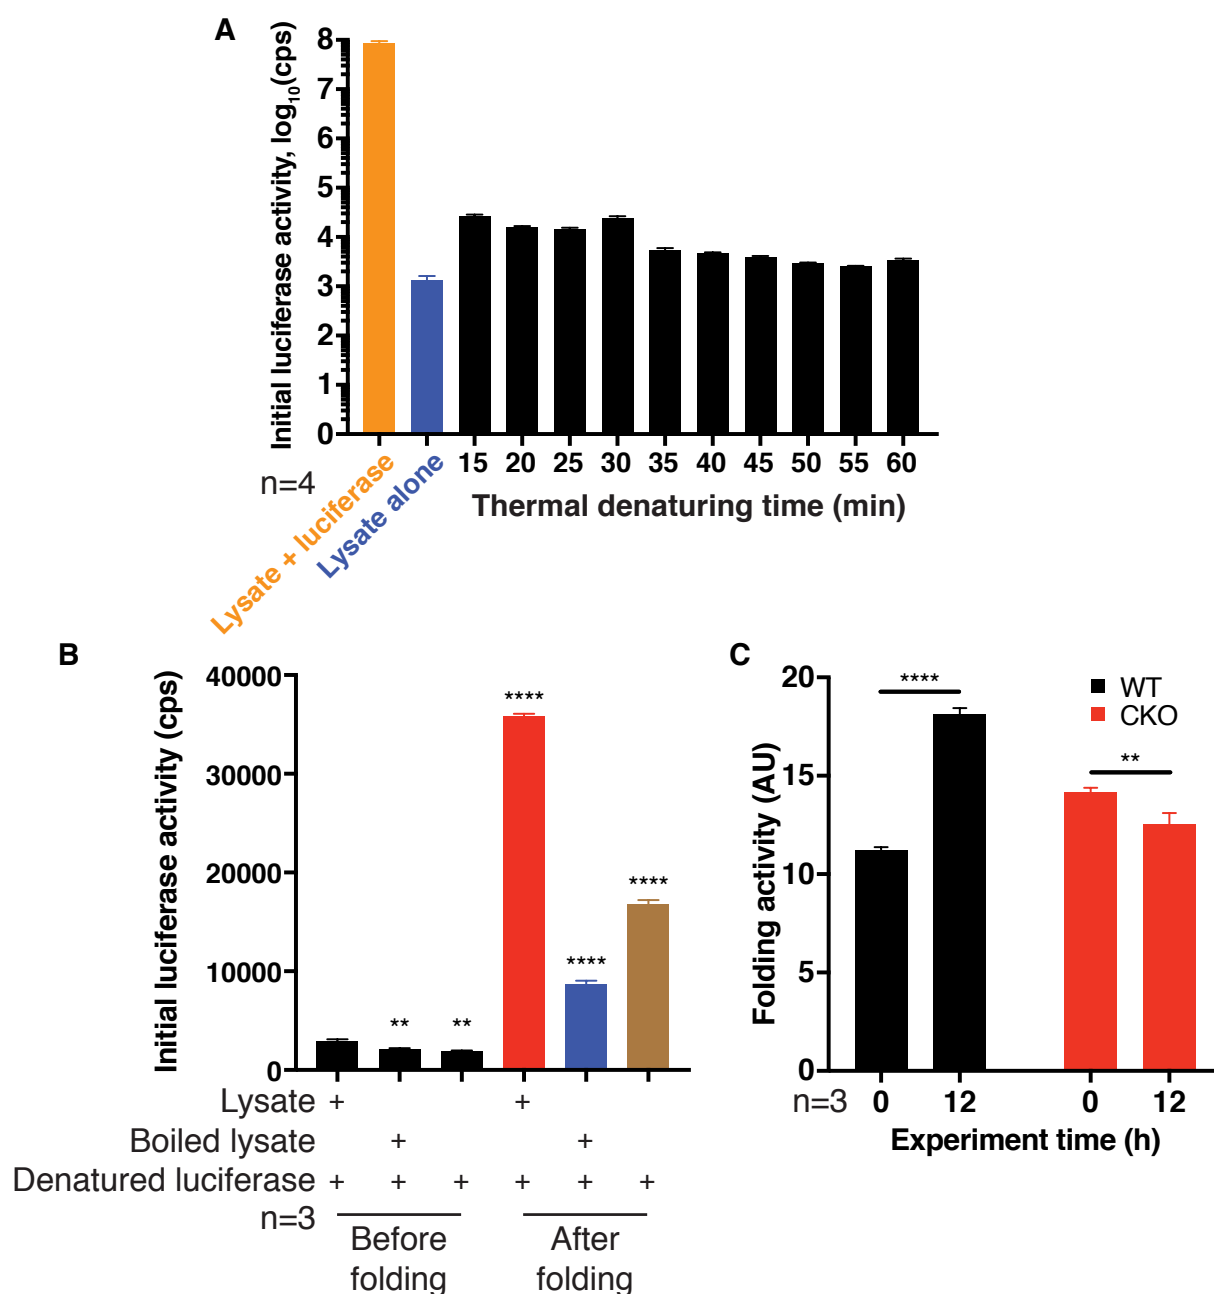 A
Initial luciferase activity, log10(cps)
8
7
6
5
4
3
2
1
0
n=4
Lysate + luciferase
Lysate alone
15 20 25 30 35 40 45 50 55 60
Thermal denaturing time (min)
B
Initial luciferase activity (cps)
40000
30000
20000
10000
0
**
**
****
****
****
Lysate + +
Boiled lysate + +
Denatured luciferase + + + + + +
n=3
Before folding
After folding
C
Folding activity (AU)
20
15
10
5
0
****
**
WT
CKO
n=3 0 12 0 12
Experiment time (h)